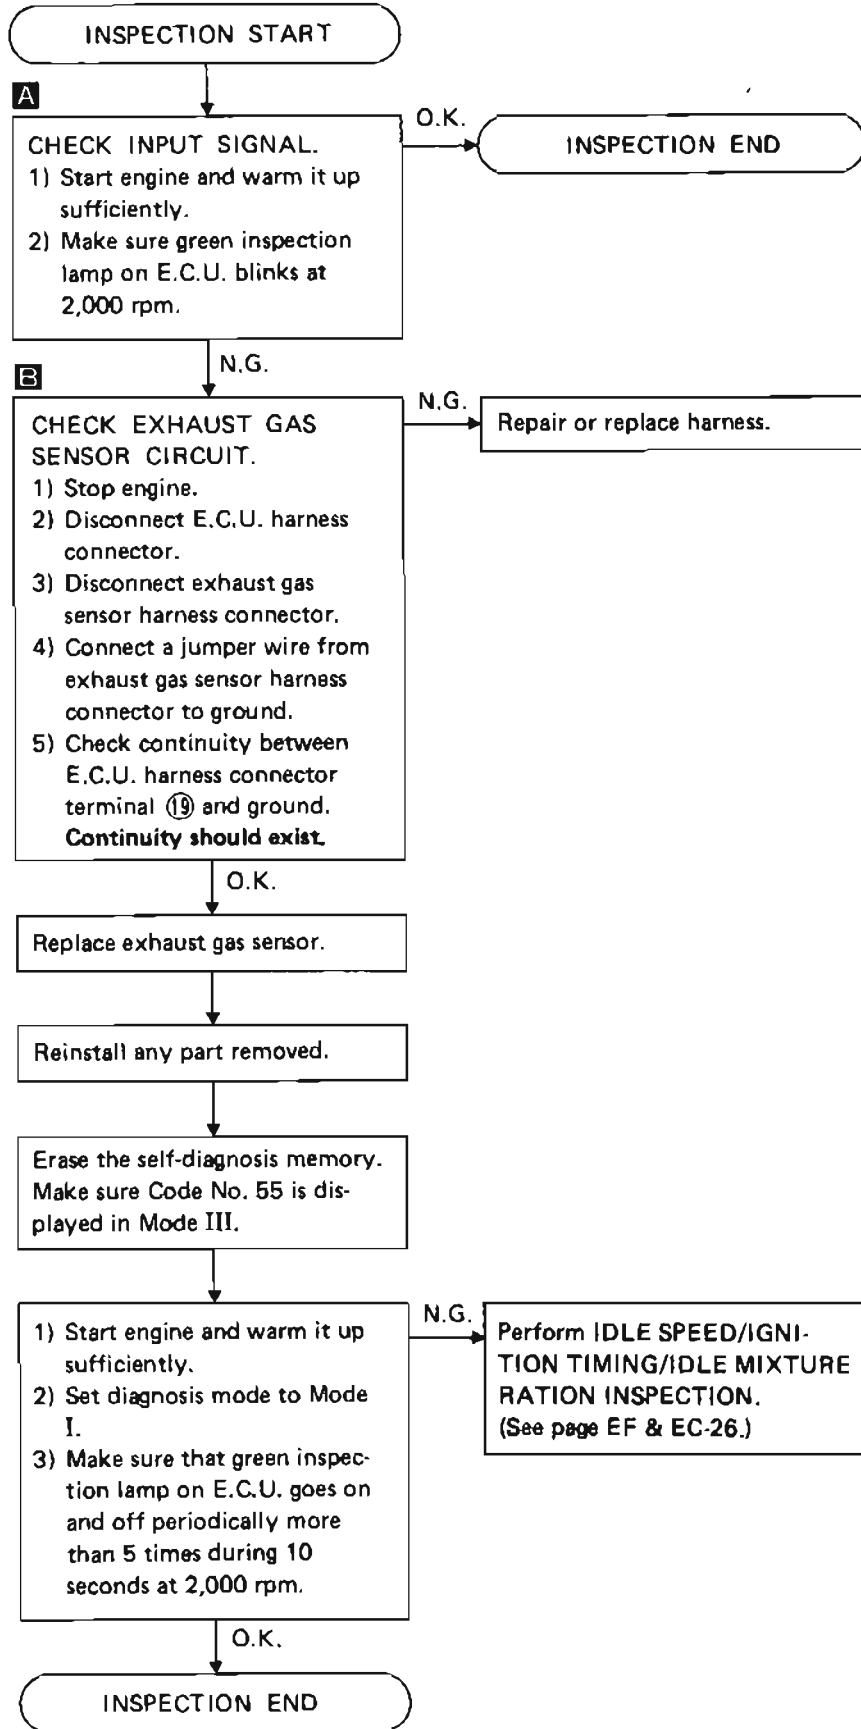 INSPECTION START
A
CHECK INPUT SIGNAL.
1) Start engine and warm it up
sufficiently.
2) Make sure green inspection
lamp on E.C.U. blinks at
2,000 rpm.
O.K.
INSPECTION END
N.G.
B
CHECK EXHAUST GAS
SENSOR CIRCUIT.
1) Stop engine.
2) Disconnect E.C.U. harness
connector.
3) Disconnect exhaust gas
sensor harness connector.
4) Connect a jumper wire from
exhaust gas sensor harness
connector to ground.
5) Check continuity between
E.C.U. harness connector
terminal ⑲ and ground.
Continuity should exist.
N.G.
Repair or replace harness.
O.K.
Replace exhaust gas sensor.
Reinstall any part removed.
Erase the self-diagnosis memory.
Make sure Code No. 55 is dis-
played in Mode III.
1) Start engine and warm it up
sufficiently.
2) Set diagnosis mode to Mode
I.
3) Make sure that green inspec-
tion lamp on E.C.U. goes on
and off periodically more
than 5 times during 10
seconds at 2,000 rpm.
N.G.
Perform IDLE SPEED/IGNI-
TION TIMING/IDLE MIXTURE
RATION INSPECTION.
(See page EF & EC-26.)
O.K.
INSPECTION END